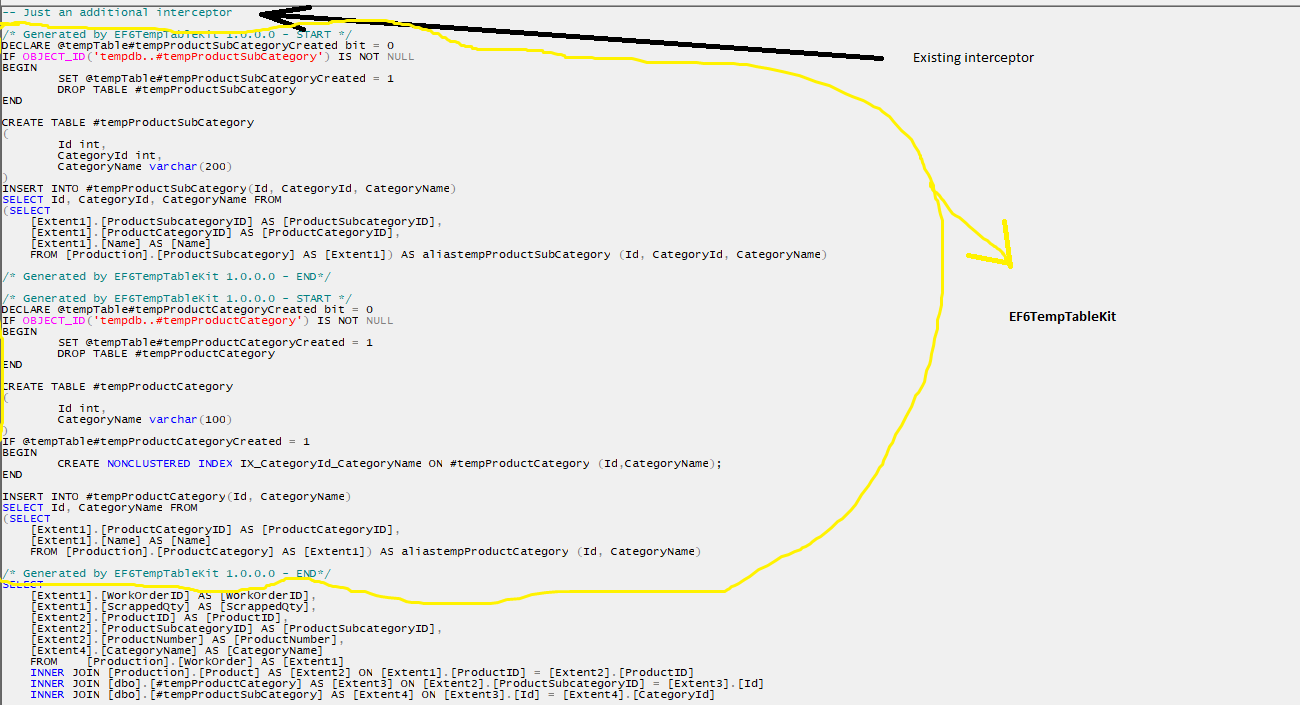 -- Just an additional interceptor
/* Generated by EF6TempTableKit 1.0.0.0 - START */
DECLARE @tempTable#tempProductSubCategoryCreated bit = 0
IF OBJECT_ID('tempdb..#tempProductSubCategory') IS NOT NULL
BEGIN
SET @tempTable#tempProductSubCategoryCreated = 1
DROP TABLE #tempProductSubCategory
END
CREATE TABLE #tempProductSubCategory
(
Id int,
CategoryId int,
CategoryName varchar(200)
)
INSERT INTO #tempProductSubCategory(Id, CategoryId, CategoryName)
SELECT Id, CategoryId, CategoryName FROM
(SELECT
[Extent1].[ProductSubcategoryID] AS [ProductSubcategoryID],
[Extent1].[ProductCategoryID] AS [ProductCategoryID],
[Extent1].[Name] AS [Name]
FROM [Production].[ProductSubcategory] AS [Extent1]) AS aliastempProductSubCategory (Id, CategoryId, CategoryName)
/* Generated by EF6TempTableKit 1.0.0.0 - END*/
/* Generated by EF6TempTableKit 1.0.0.0 - START */
DECLARE @tempTable#tempProductCategoryCreated bit = 0
IF OBJECT_ID('tempdb..#tempProductCategory') IS NOT NULL
BEGIN
SET @tempTable#tempProductCategoryCreated = 1
DROP TABLE #tempProductCategory
END
CREATE TABLE #tempProductCategory
(
Id int,
CategoryName varchar(100)
)
IF @tempTable#tempProductCategoryCreated = 1
BEGIN
CREATE NONCLUSTERED INDEX IX_CategoryId_CategoryName ON #tempProductCategory (Id,CategoryName);
END
INSERT INTO #tempProductCategory(Id, CategoryName)
SELECT Id, CategoryName FROM
(SELECT
[Extent1].[ProductCategoryID] AS [ProductCategoryID],
[Extent1].[Name] AS [Name]
FROM [Production].[ProductCategory] AS [Extent1]) AS aliastempProductCategory (Id, CategoryName)
/* Generated by EF6TempTableKit 1.0.0.0 - END*/
SELECT
[Extent1].[WorkOrderID] AS [WorkOrderID],
[Extent1].[ScrappedQty] AS [ScrappedQty],
[Extent2].[ProductID] AS [ProductID],
[Extent2].[ProductSubcategoryID] AS [ProductSubcategoryID],
[Extent2].[ProductNumber] AS [ProductNumber],
[Extent4].[CategoryName] AS [CategoryName]
FROM [Production].[WorkOrder] AS [Extent1]
INNER JOIN [Production].[Product] AS [Extent2] ON [Extent1].[ProductID] = [Extent2].[ProductID]
INNER JOIN [dbo].[#tempProductCategory] AS [Extent3] ON [Extent2].[ProductSubcategoryID] = [Extent3].[Id]
INNER JOIN [dbo].[#tempProductSubCategory] AS [Extent4] ON [Extent3].[Id] = [Extent4].[CategoryId]
Existing interceptor
EF6TempTableKit